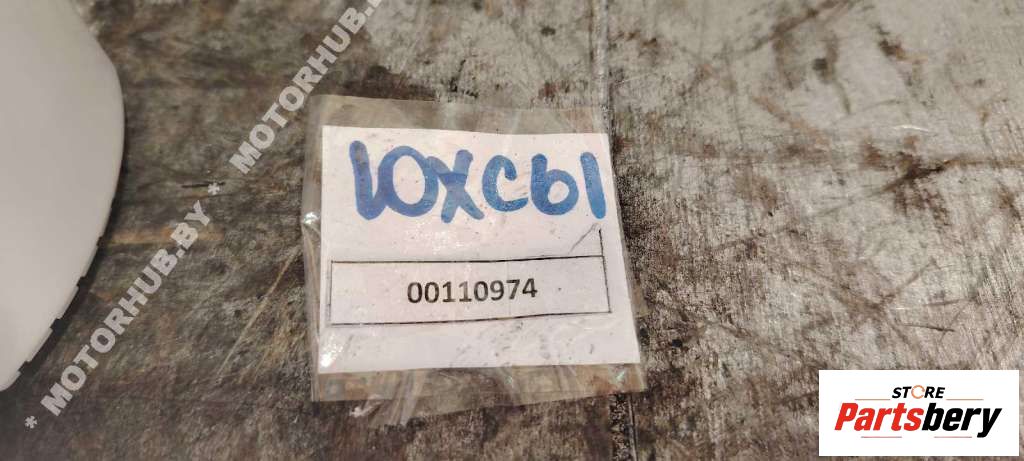 * MOTORHUB.BY * MOTORHUB.BY
ЮХСЫ
00110974
STORE
Partsbery